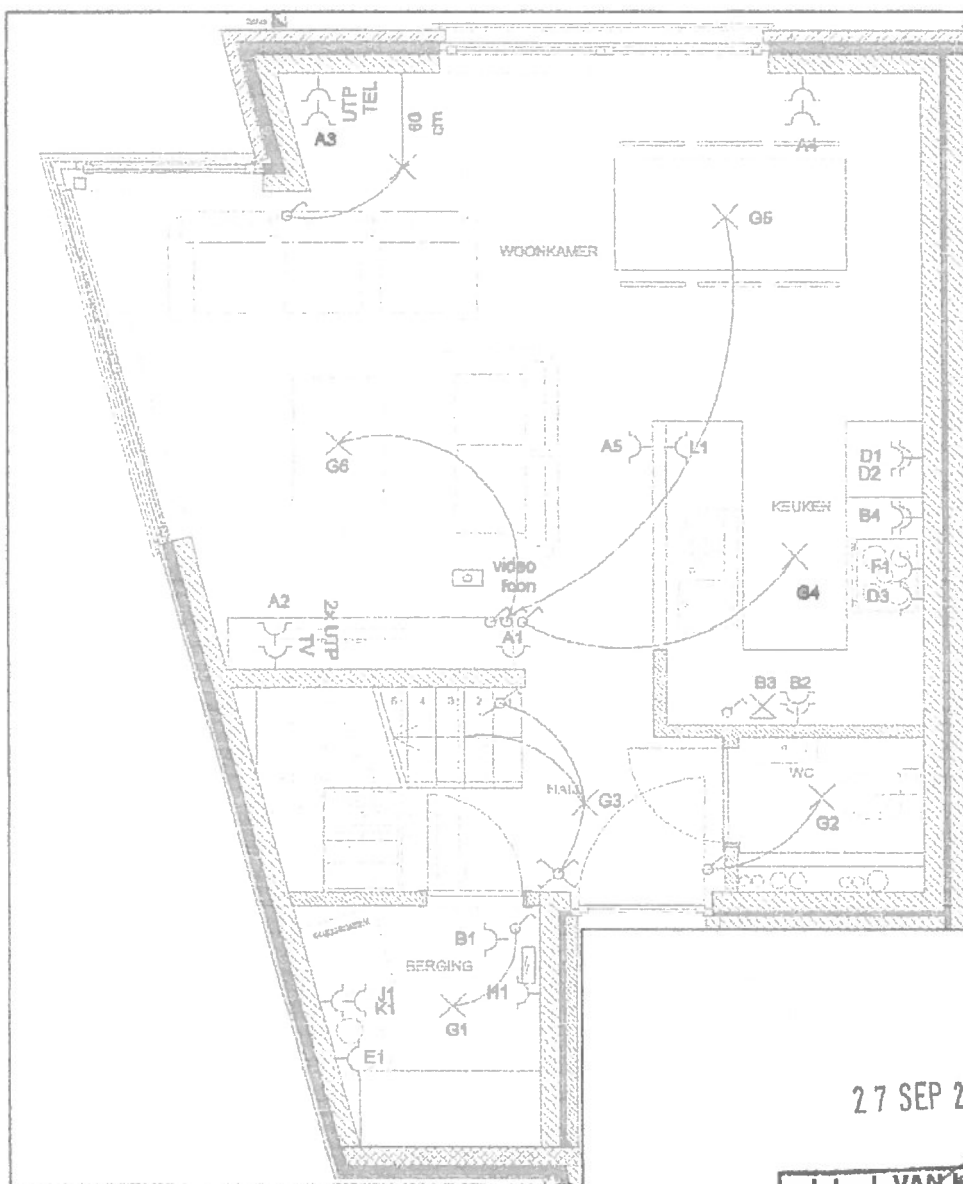 UTP
TEL
A3
60
cm
A4
G5
WOONKAMER
G6
A5
L1
D1
D2
KEUKEN
B4
F1
D3
G4
video
foon
A2
2x UTP
TV
A1
5
4
3
2
B3
B2
WC
HALL
G3
G2
B1
BERGING
J1
K1
H1
G1
E1
27 SEP 2
VAN